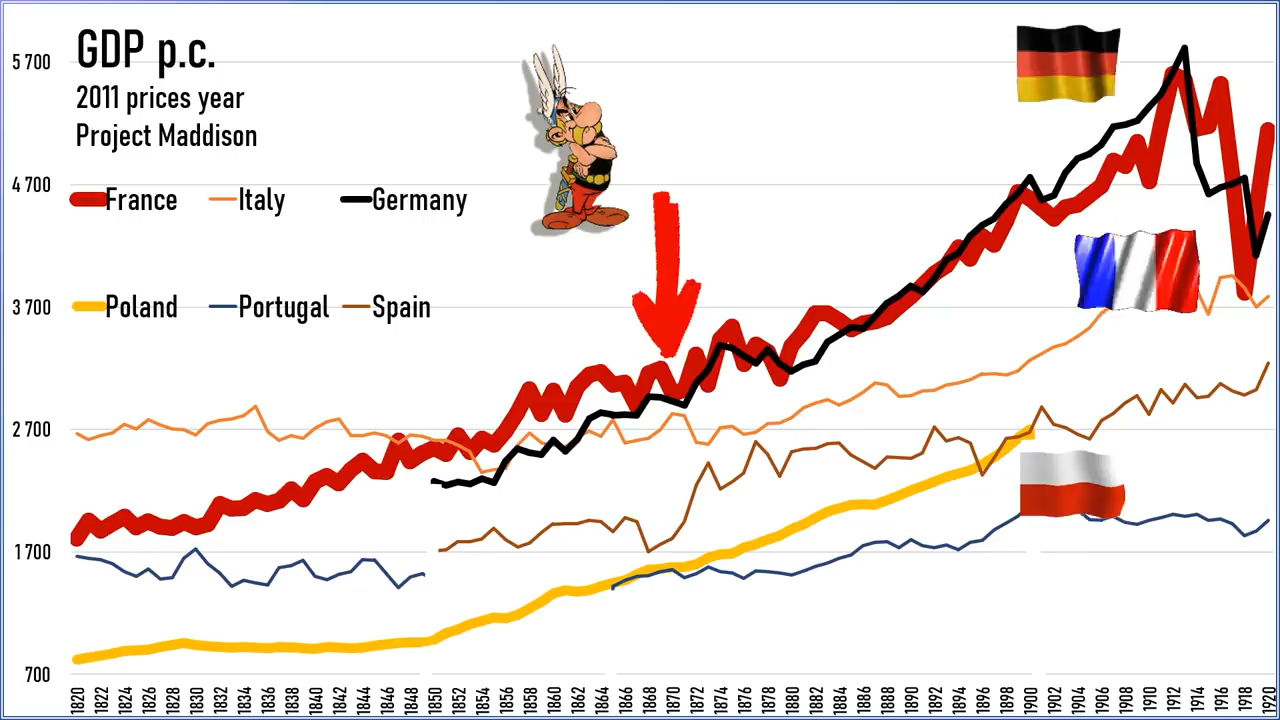 GDP p.c.
2011 prices year
Project Maddison
France Italy Germany
Poland Portugal Spain
5 700
4 700
3 700
2 700
1 700
700
1820 1822 1824 1826 1828 1830 1832 1834 1836 1838 1840 1842 1844 1846 1848 1850 1852 1854 1856 1858 1860 1862 1864 1866 1868 1870 1872 1874 1876 1878 1880 1882 1884 1886 1888 1890 1892 1894 1896 1898 1900 1902 1904 1906 1908 1910 1912 1914 1916 1918 1920